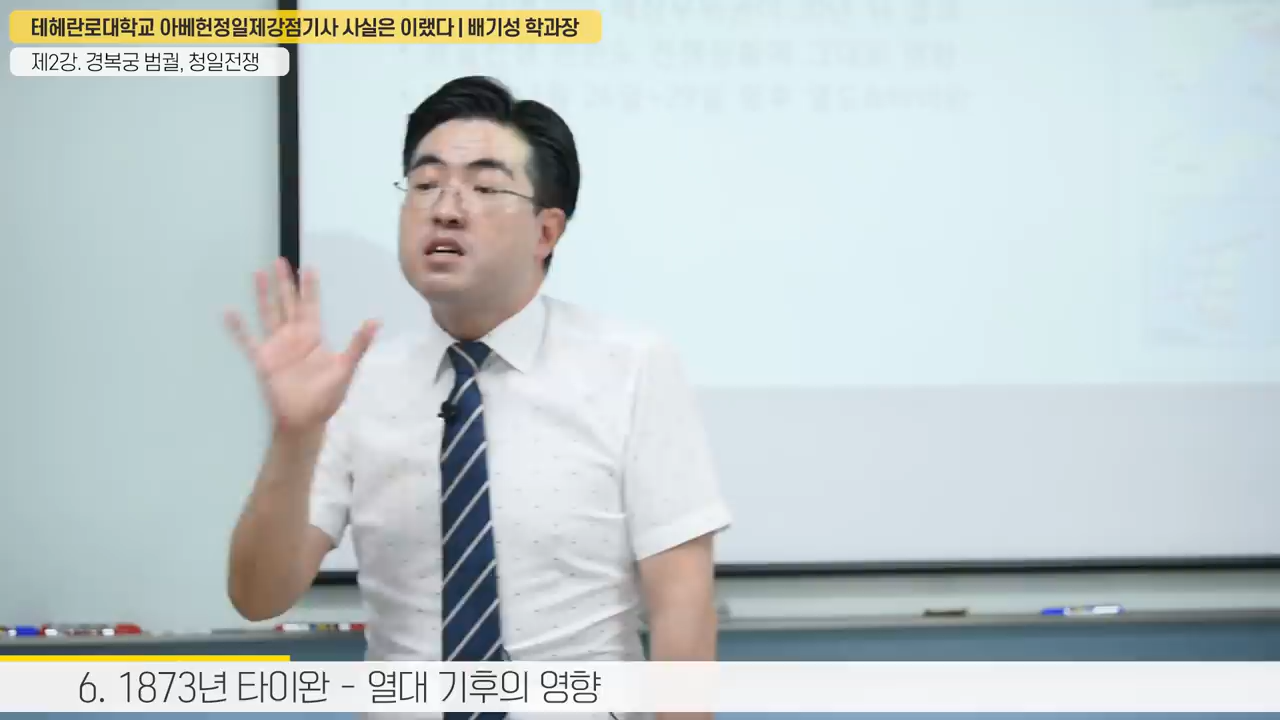 테헤란로대학교 아베헌정일제강점기사 사실은 이랬다 | 배기성 학과장
제2강. 경복궁 범궐, 청일전쟁
6. 1873년 타이완 - 열대 기후의 영향